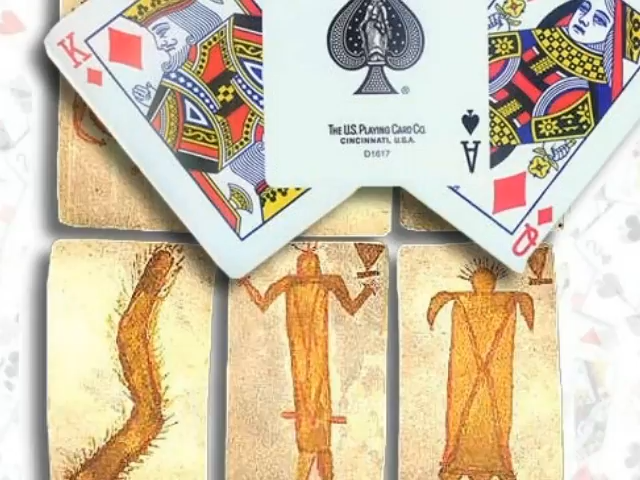 K
THE U.S. PLAYING CARD CO.
®
CINCINNATI, U.S.A.
D1617
A
Q